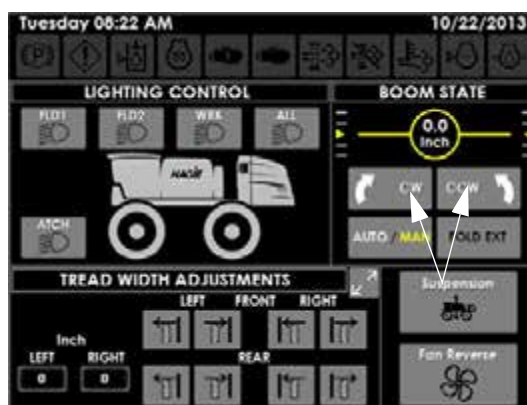 Tuesday 08:22 AM 10/22/2013
LIGHTING CONTROL BOOM STATE
FLD1 FLD2 WRK ALL
0.0
Inch
HAGIE
CW CCW
ATCH
AUTO / MAN FOLD EXT
TREAD WIDTH ADJUSTMENTS
Suspension
LEFT FRONT RIGHT
Inch
LEFT RIGHT REAR
Fan Reverse
0 0